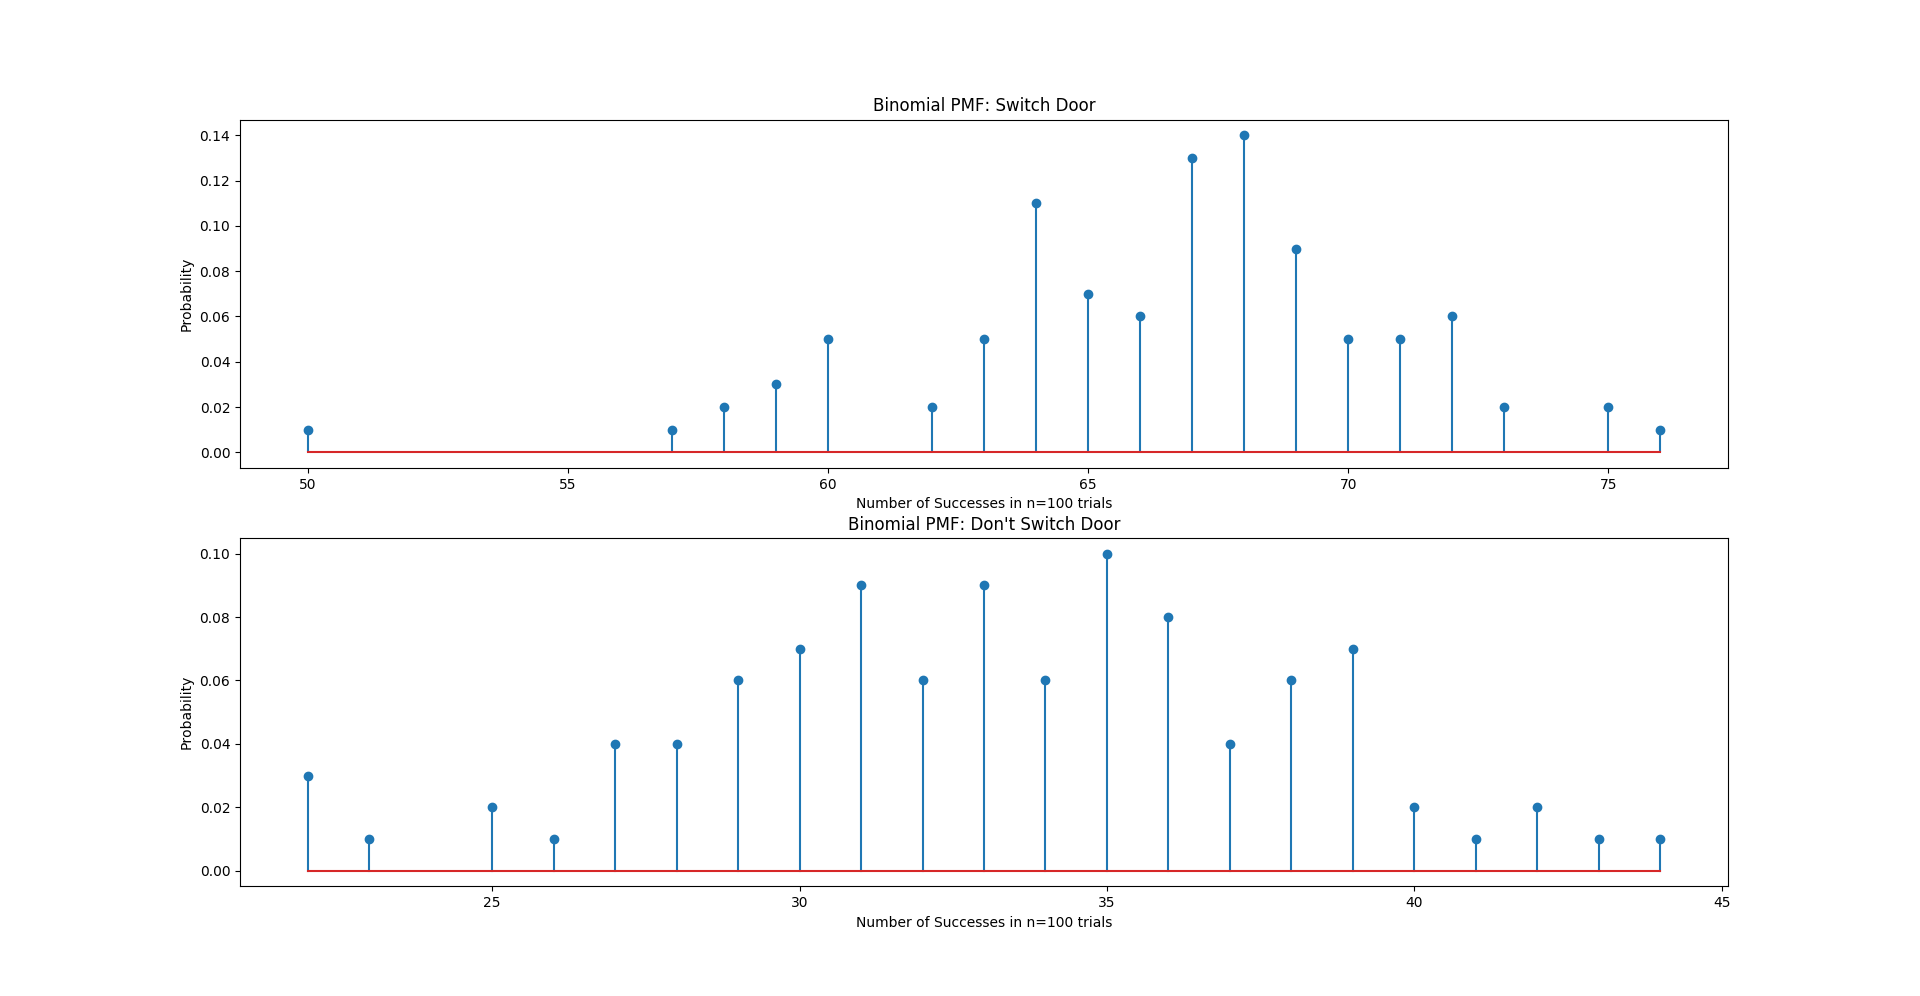 Binomial PMF: Switch Door
Probability
0.14
0.12
0.10
0.08
0.06
0.04
0.02
0.00
50 55 60 65 70 75
Number of Successes in n=100 trials
Binomial PMF: Don't Switch Door
Probability
0.10
0.08
0.06
0.04
0.02
0.00
25 30 35 40 45
Number of Successes in n=100 trials